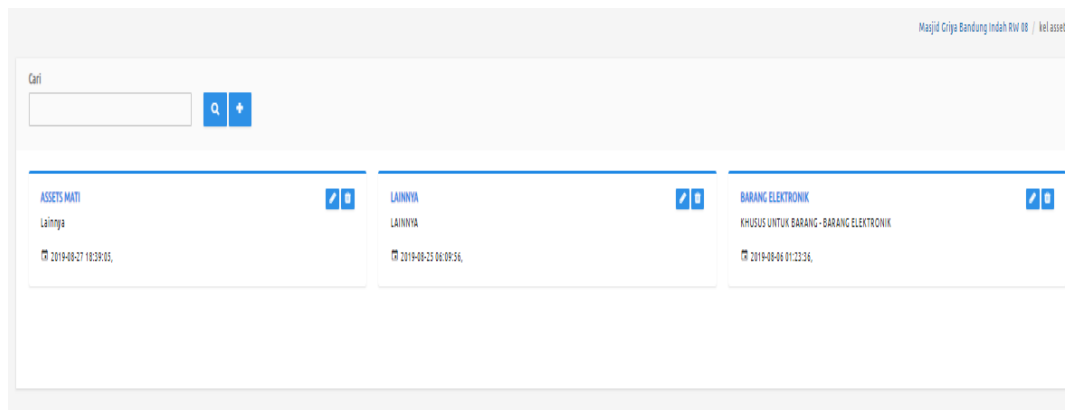 Masjid Griya Bandung Indah RW 08 / kel asset
Cari
ASSETS MATI
Lainnya
2019-08-27 18:39:05,
LAINNYA
LAINNYA
2019-08-25 06:09:56,
BARANG ELEKTRONIK
KHUSUS UNTUK BARANG - BARANG ELEKTRONIK
2019-08-06 01:23:36,